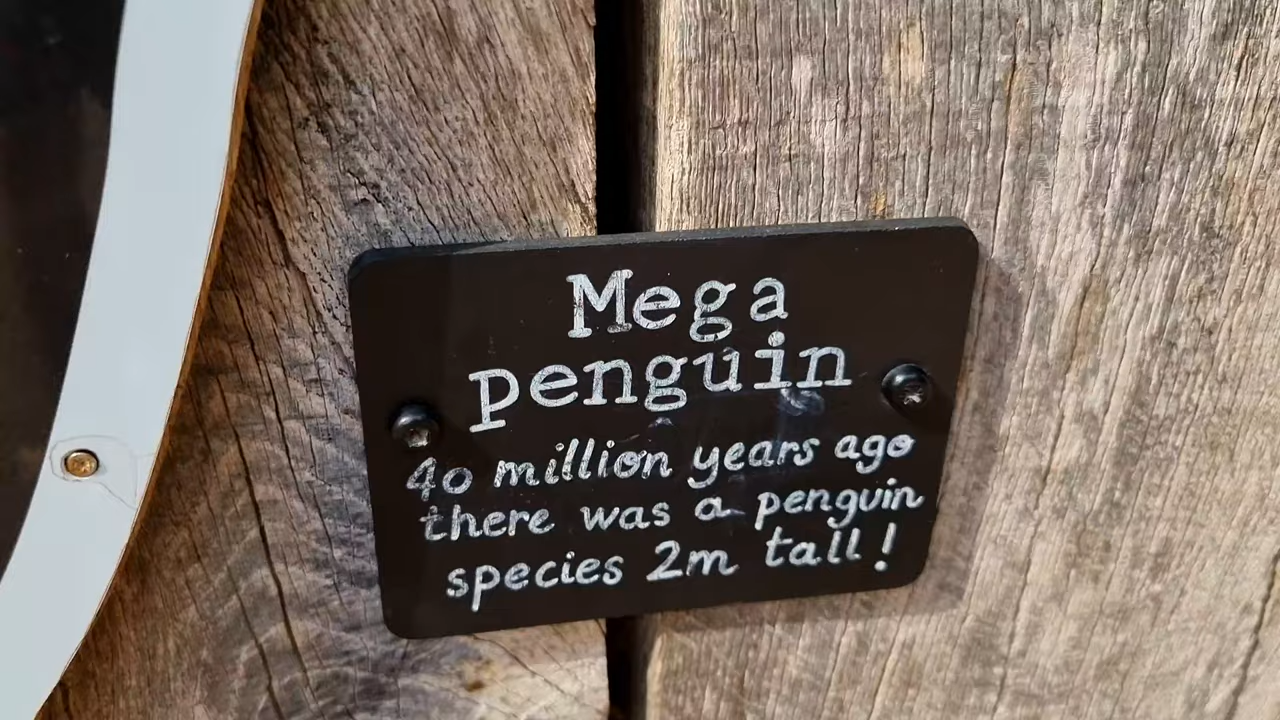 Mega
penguin
40 million years ago
there was a penguin
species 2m tall!